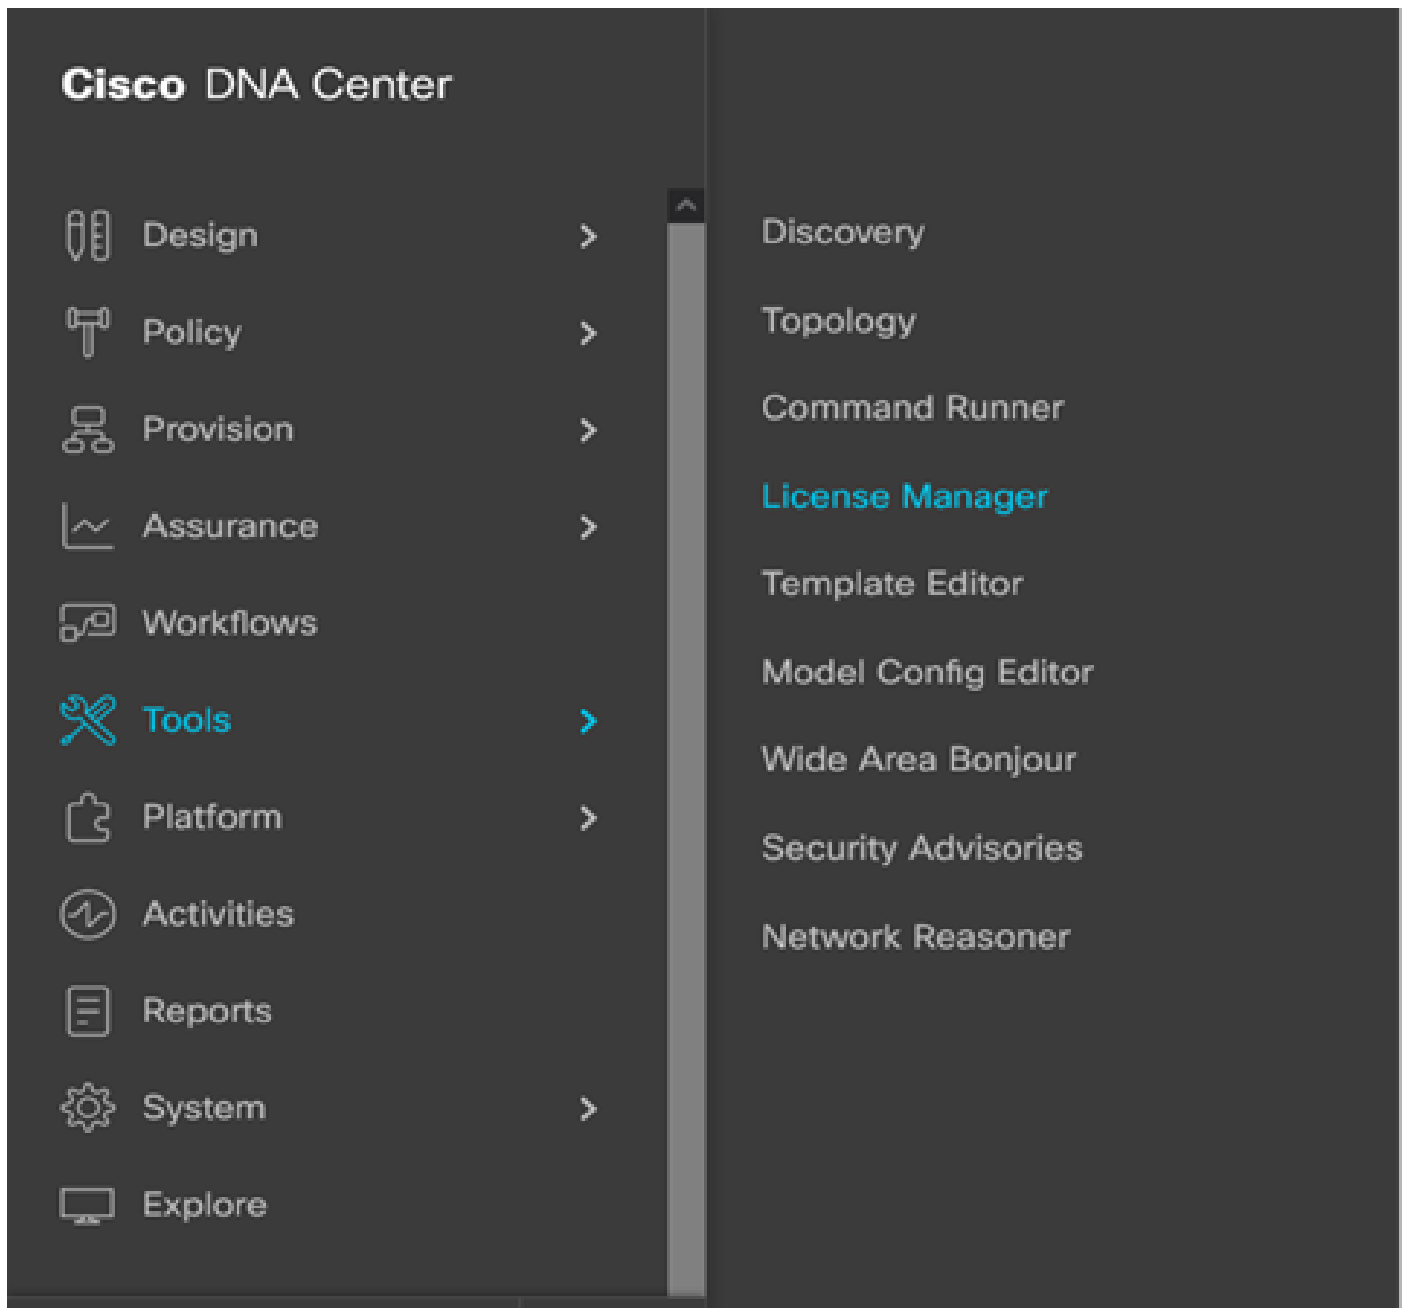 Cisco DNA Center
Design
Policy
Provision
Assurance
Workflows
Tools
Platform
Activities
Reports
System
Explore
Discovery
Topology
Command Runner
License Manager
Template Editor
Model Config Editor
Wide Area Bonjour
Security Advisories
Network Reasoner